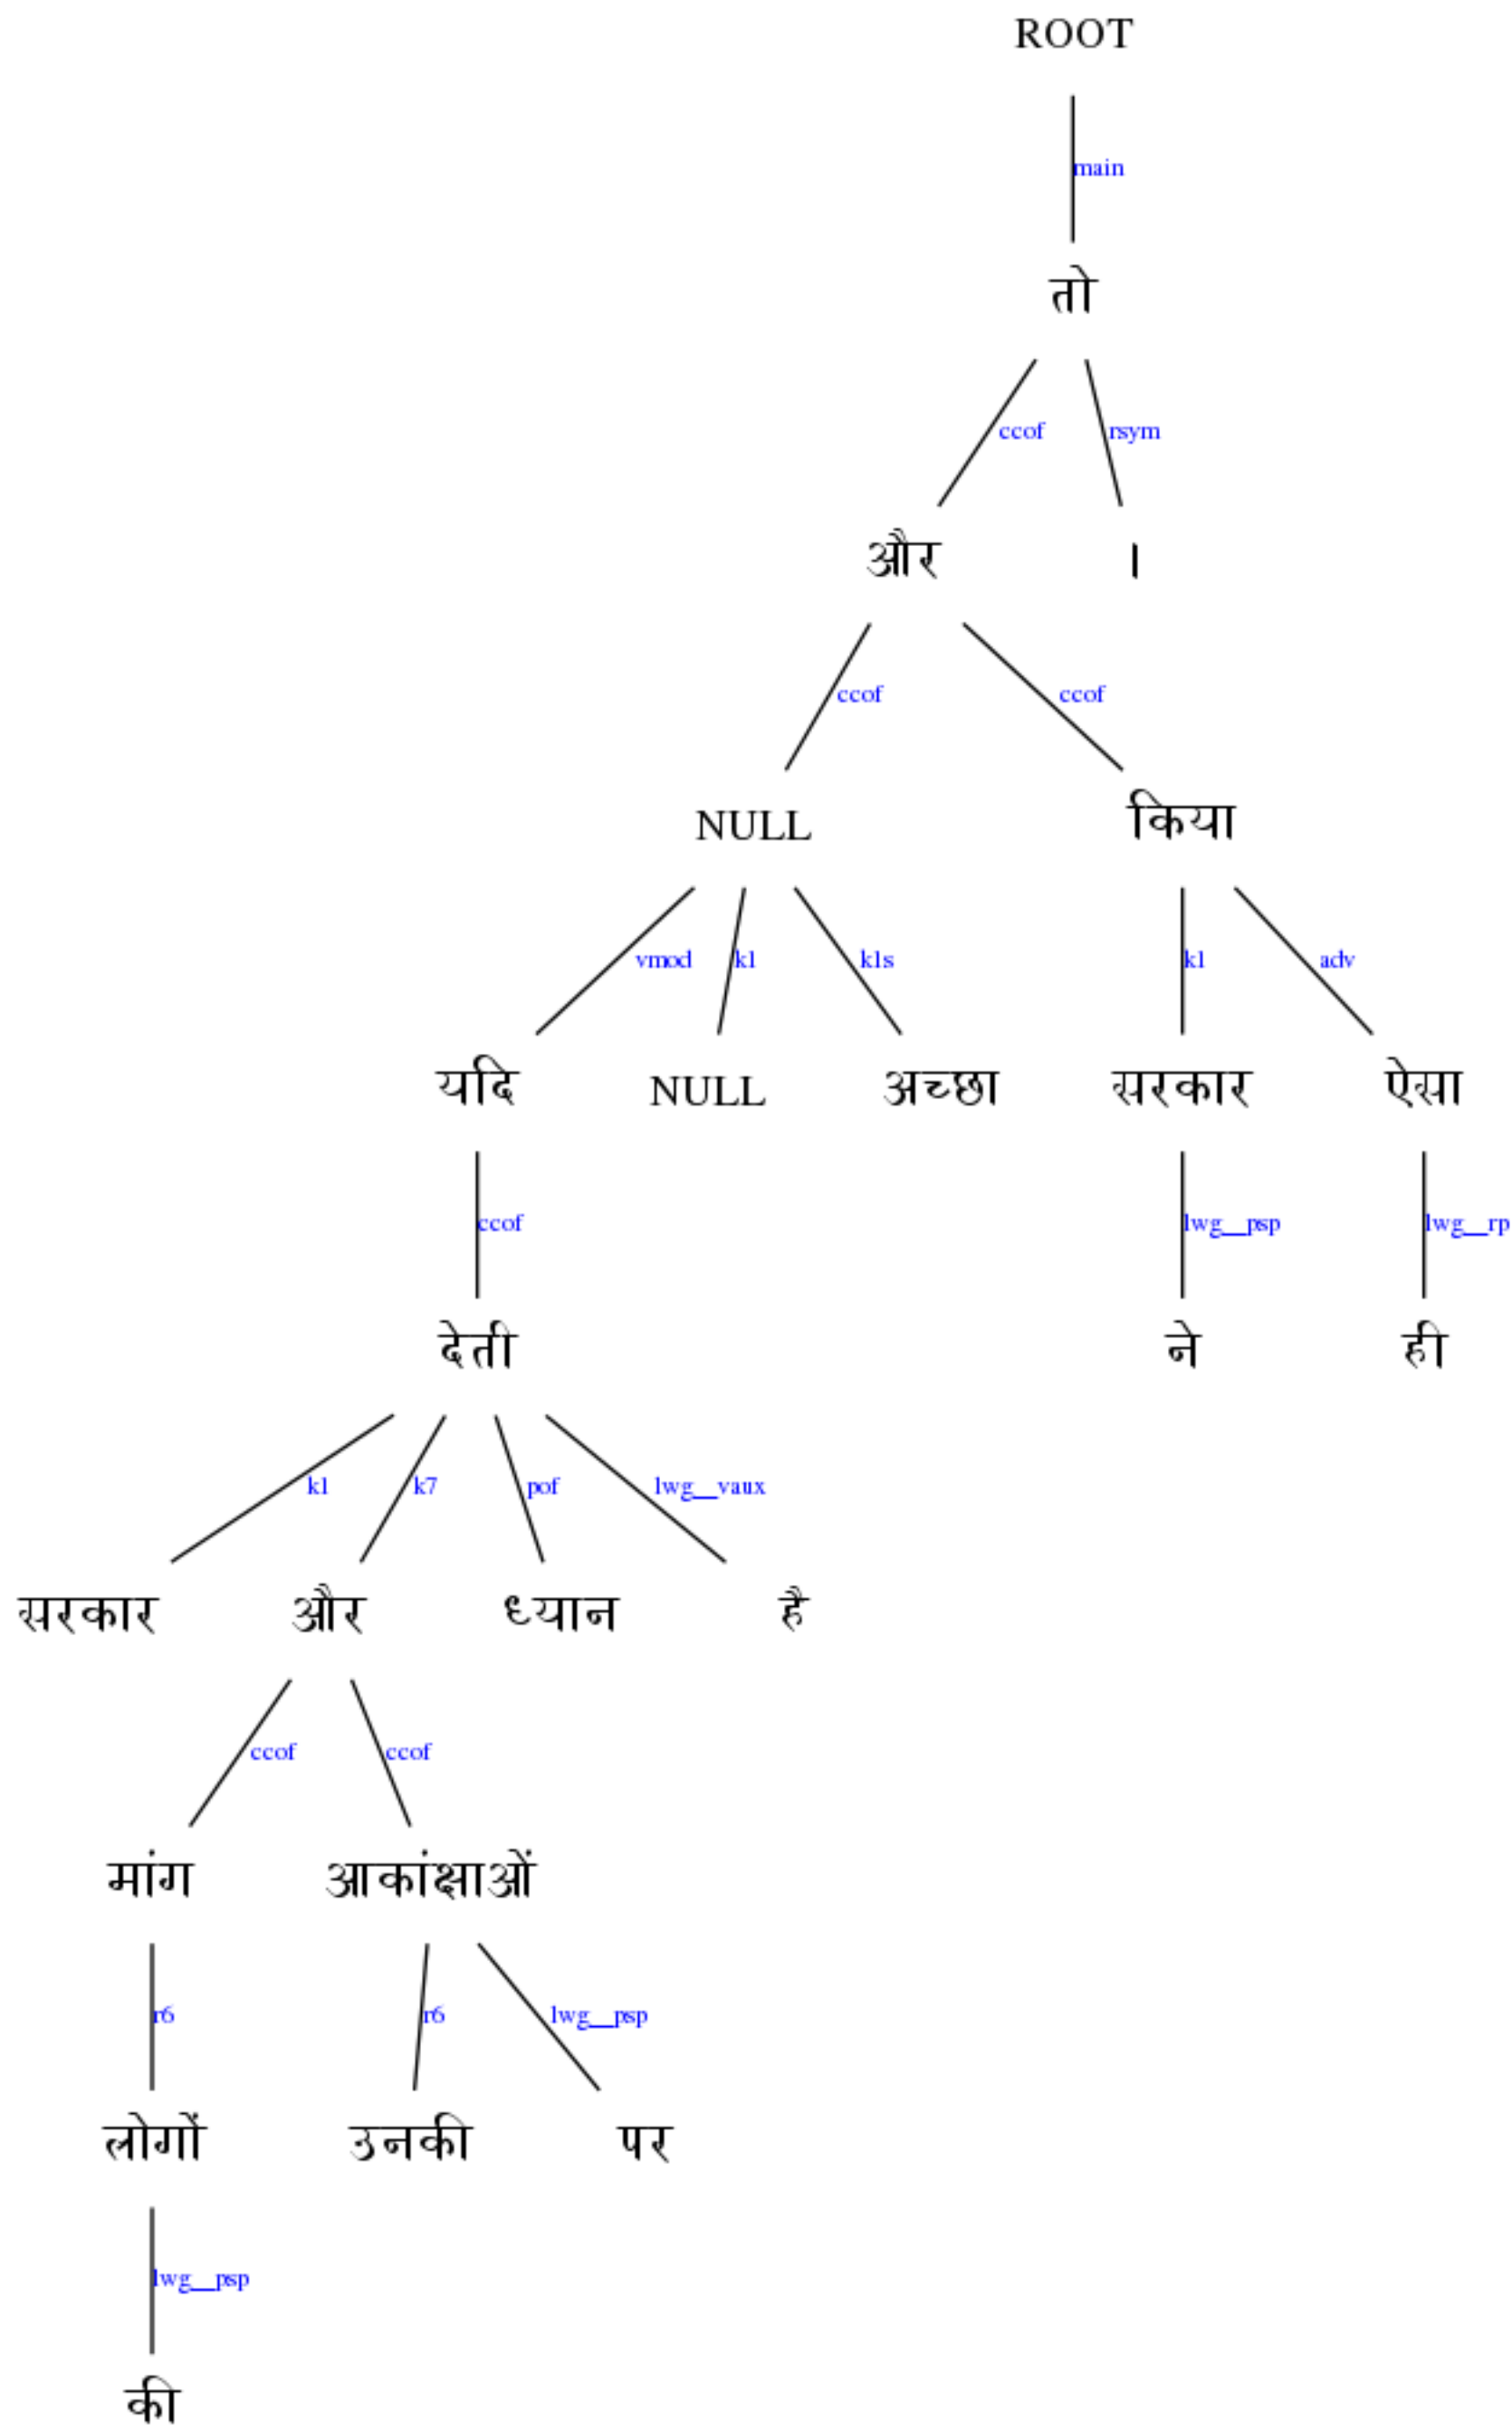 ROOT
main
तो
ccof rsym
और ।
ccof ccof
NULL किया
vmod k1 k1s k1 adv
यदि NULL अच्छा सरकार ऐसा
ccof lwg__psp lwg__rp
देती ने ही
k1 k7 pof lwg__vaux
सरकार और ध्यान है
ccof ccof
मांग आकांक्षाओं
r6 r6 lwg__psp
लोगों उनकी पर
lwg__psp
की